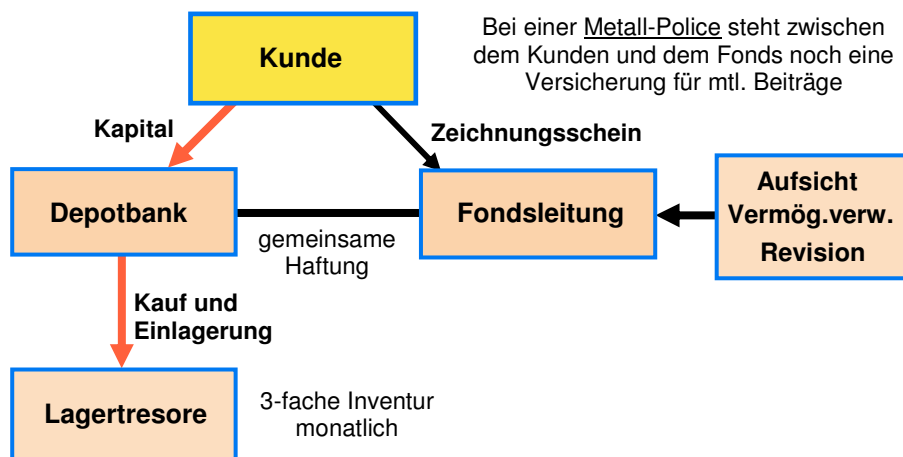 Bei einer Metall-Police steht zwischen
dem Kunden und dem Fonds noch eine
Versicherung für mtl. Beiträge
Kunde
Kapital
Zeichnungsschein
Depotbank
gemeinsame
Haftung
Fondsleitung
Aufsicht
Vermög.verw.
Revision
Kauf und
Einlagerung
Lagertresore
3-fache Inventur
monatlich